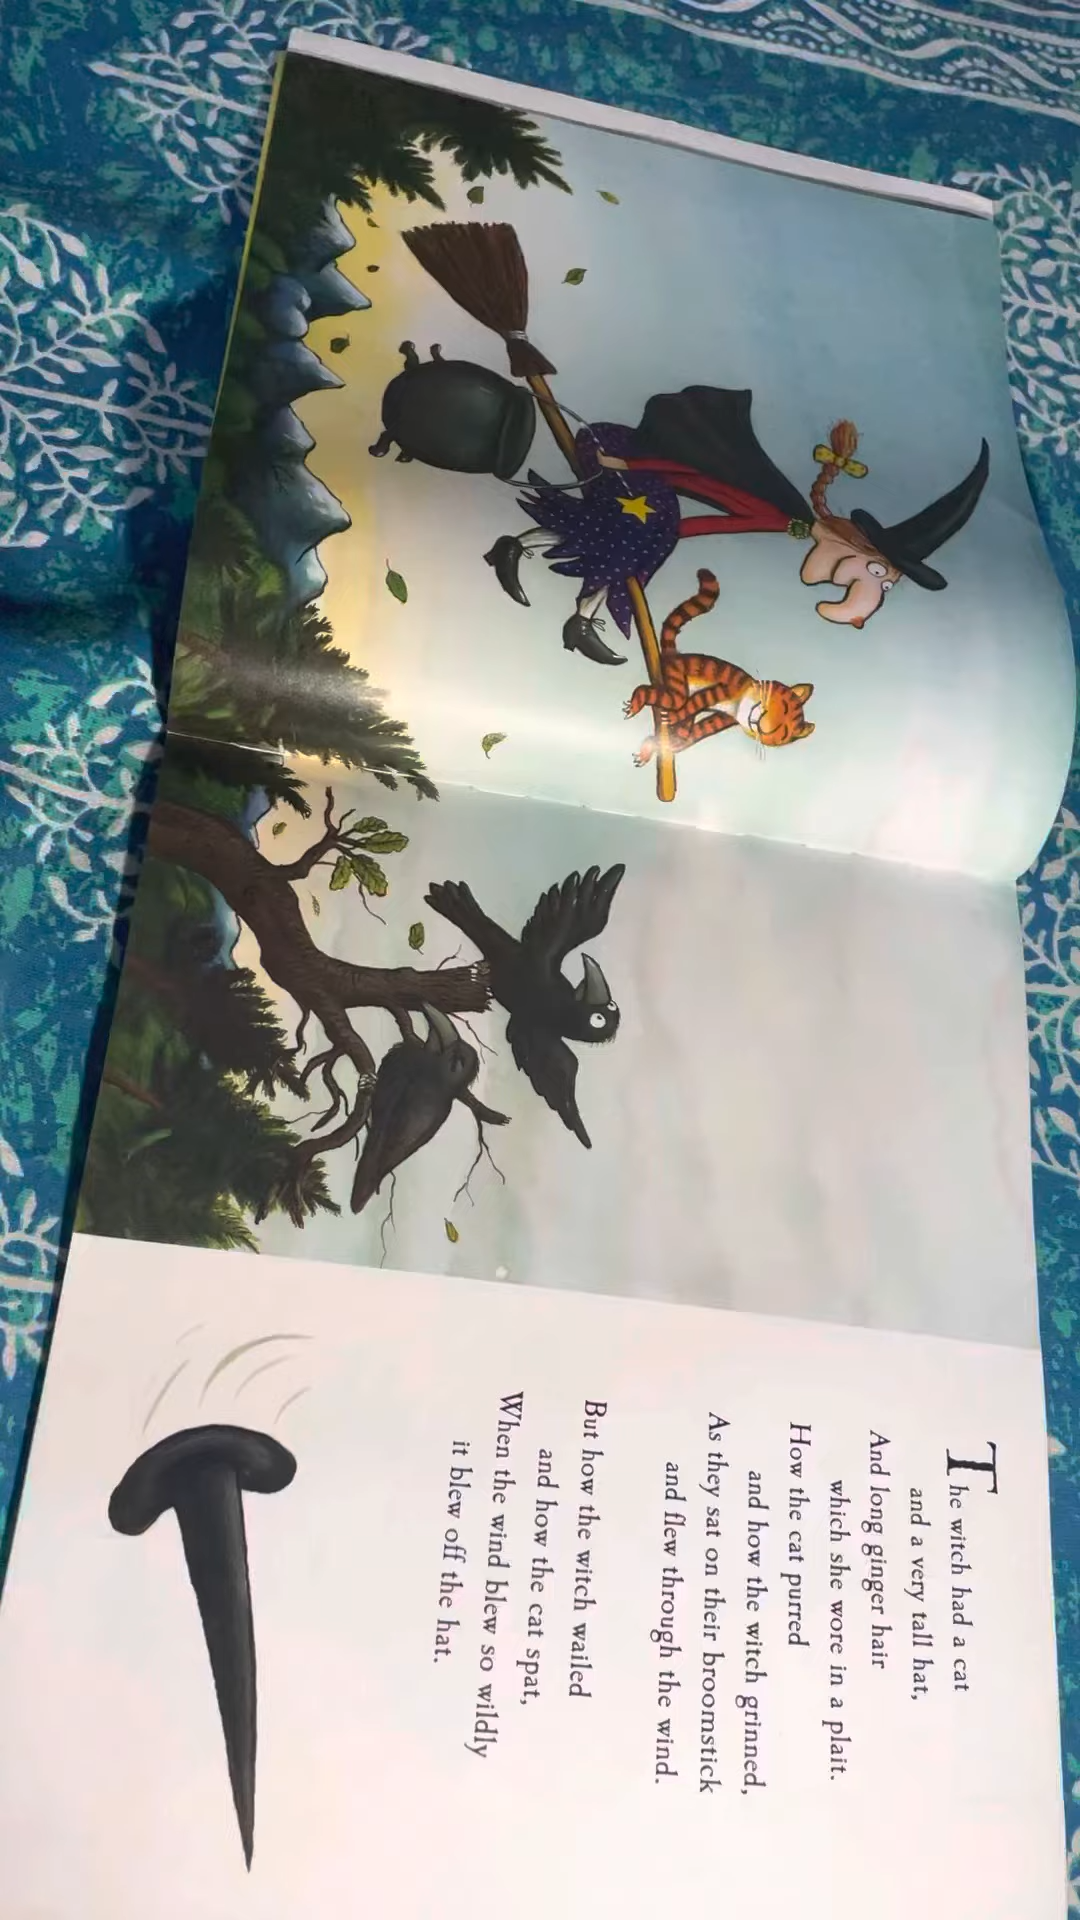 The witch had a cat
and a very tall hat,
And long ginger hair
which she wore in a plait.
How the cat purred
and how the witch grinned,
As they sat on their broomstick
and flew through the wind.
But how the witch wailed
and how the cat spat,
When the wind blew so wildly
it blew off the hat.